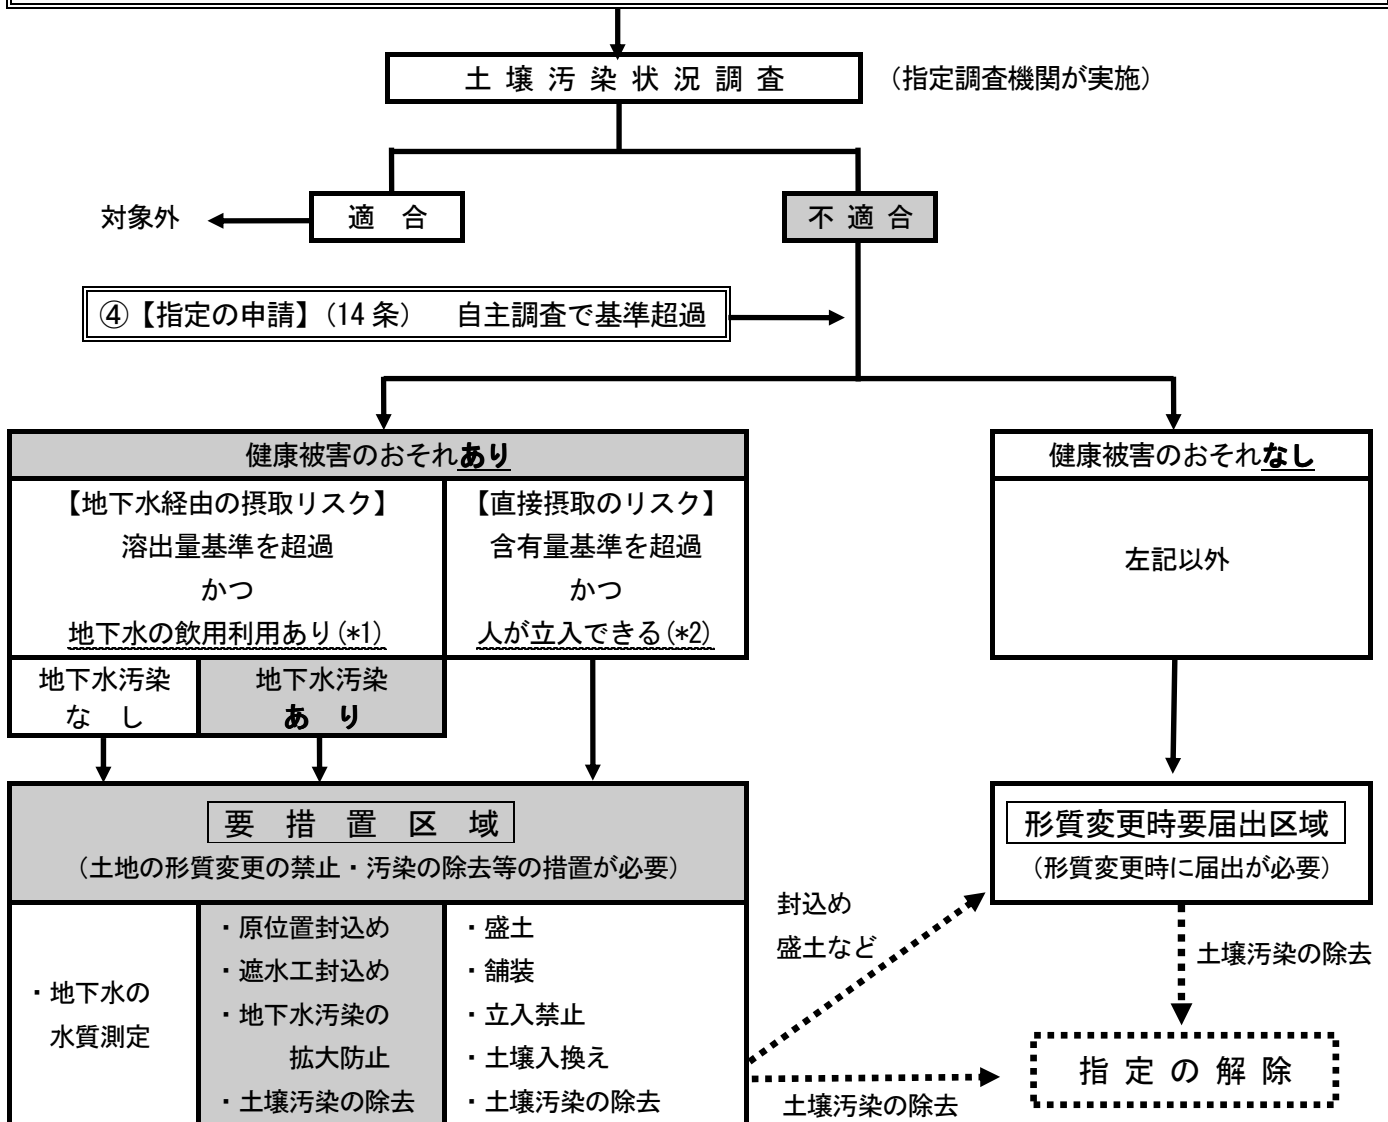 土壌汚染状況調査
（指定調査機関が実施）
対象外
適　合
不適合
④【指定の申請】（14条）　自主調査で基準超過
健康被害のおそれあり
【地下水経由の摂取リスク】
溶出量基準を超過
かつ
地下水の飲用利用あり(*1)
【直接摂取のリスク】
含有量基準を超過
かつ
人が立入できる(*2)
健康被害のおそれなし
左記以外
地下水汚染
な　し
地下水汚染
あ　り
要　措　置　区　域
（土地の形質変更の禁止・汚染の除去等の措置が必要）
形質変更時要届出区域
（形質変更時に届出が必要）
・地下水の
水質測定
・原位置封込め
・遮水工封込め
・地下水汚染の
拡大防止
・土壌汚染の除去
・盛土
・舗装
・立入禁止
・土壌入換え
・土壌汚染の除去
封込め
盛土など
土壌汚染の除去
土壌汚染の除去
指定の解除